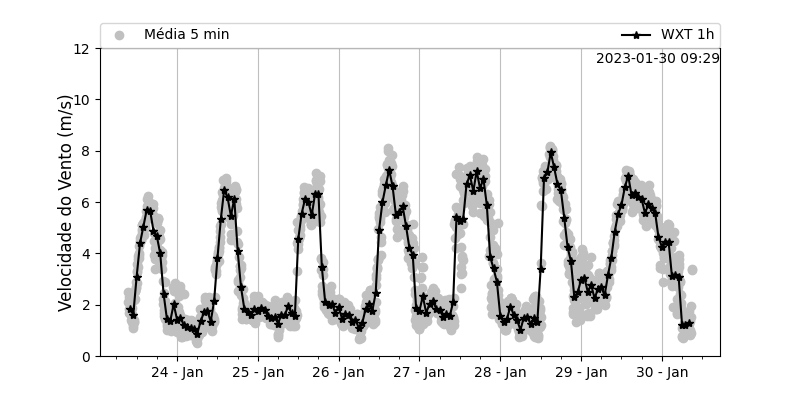 Média 5 min
WXT 1h
2023-01-30 09:29
Velocidade do Vento (m/s)
12
10
8
6
4
2
0
24 - Jan
25 - Jan
26 - Jan
27 - Jan
28 - Jan
29 - Jan
30 - Jan